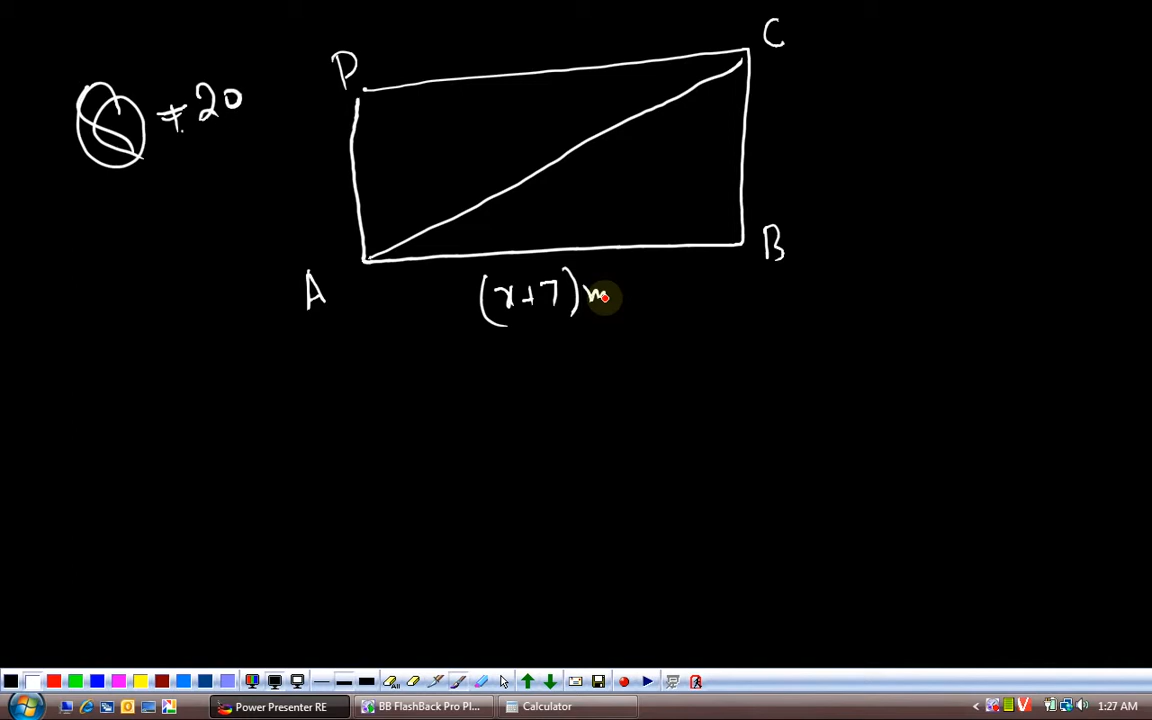 C
P
Q # 20
B
A
(x+7)m
Power Presenter RE
BB FlashBack Pro Pl...
Calculator
1:27 AM